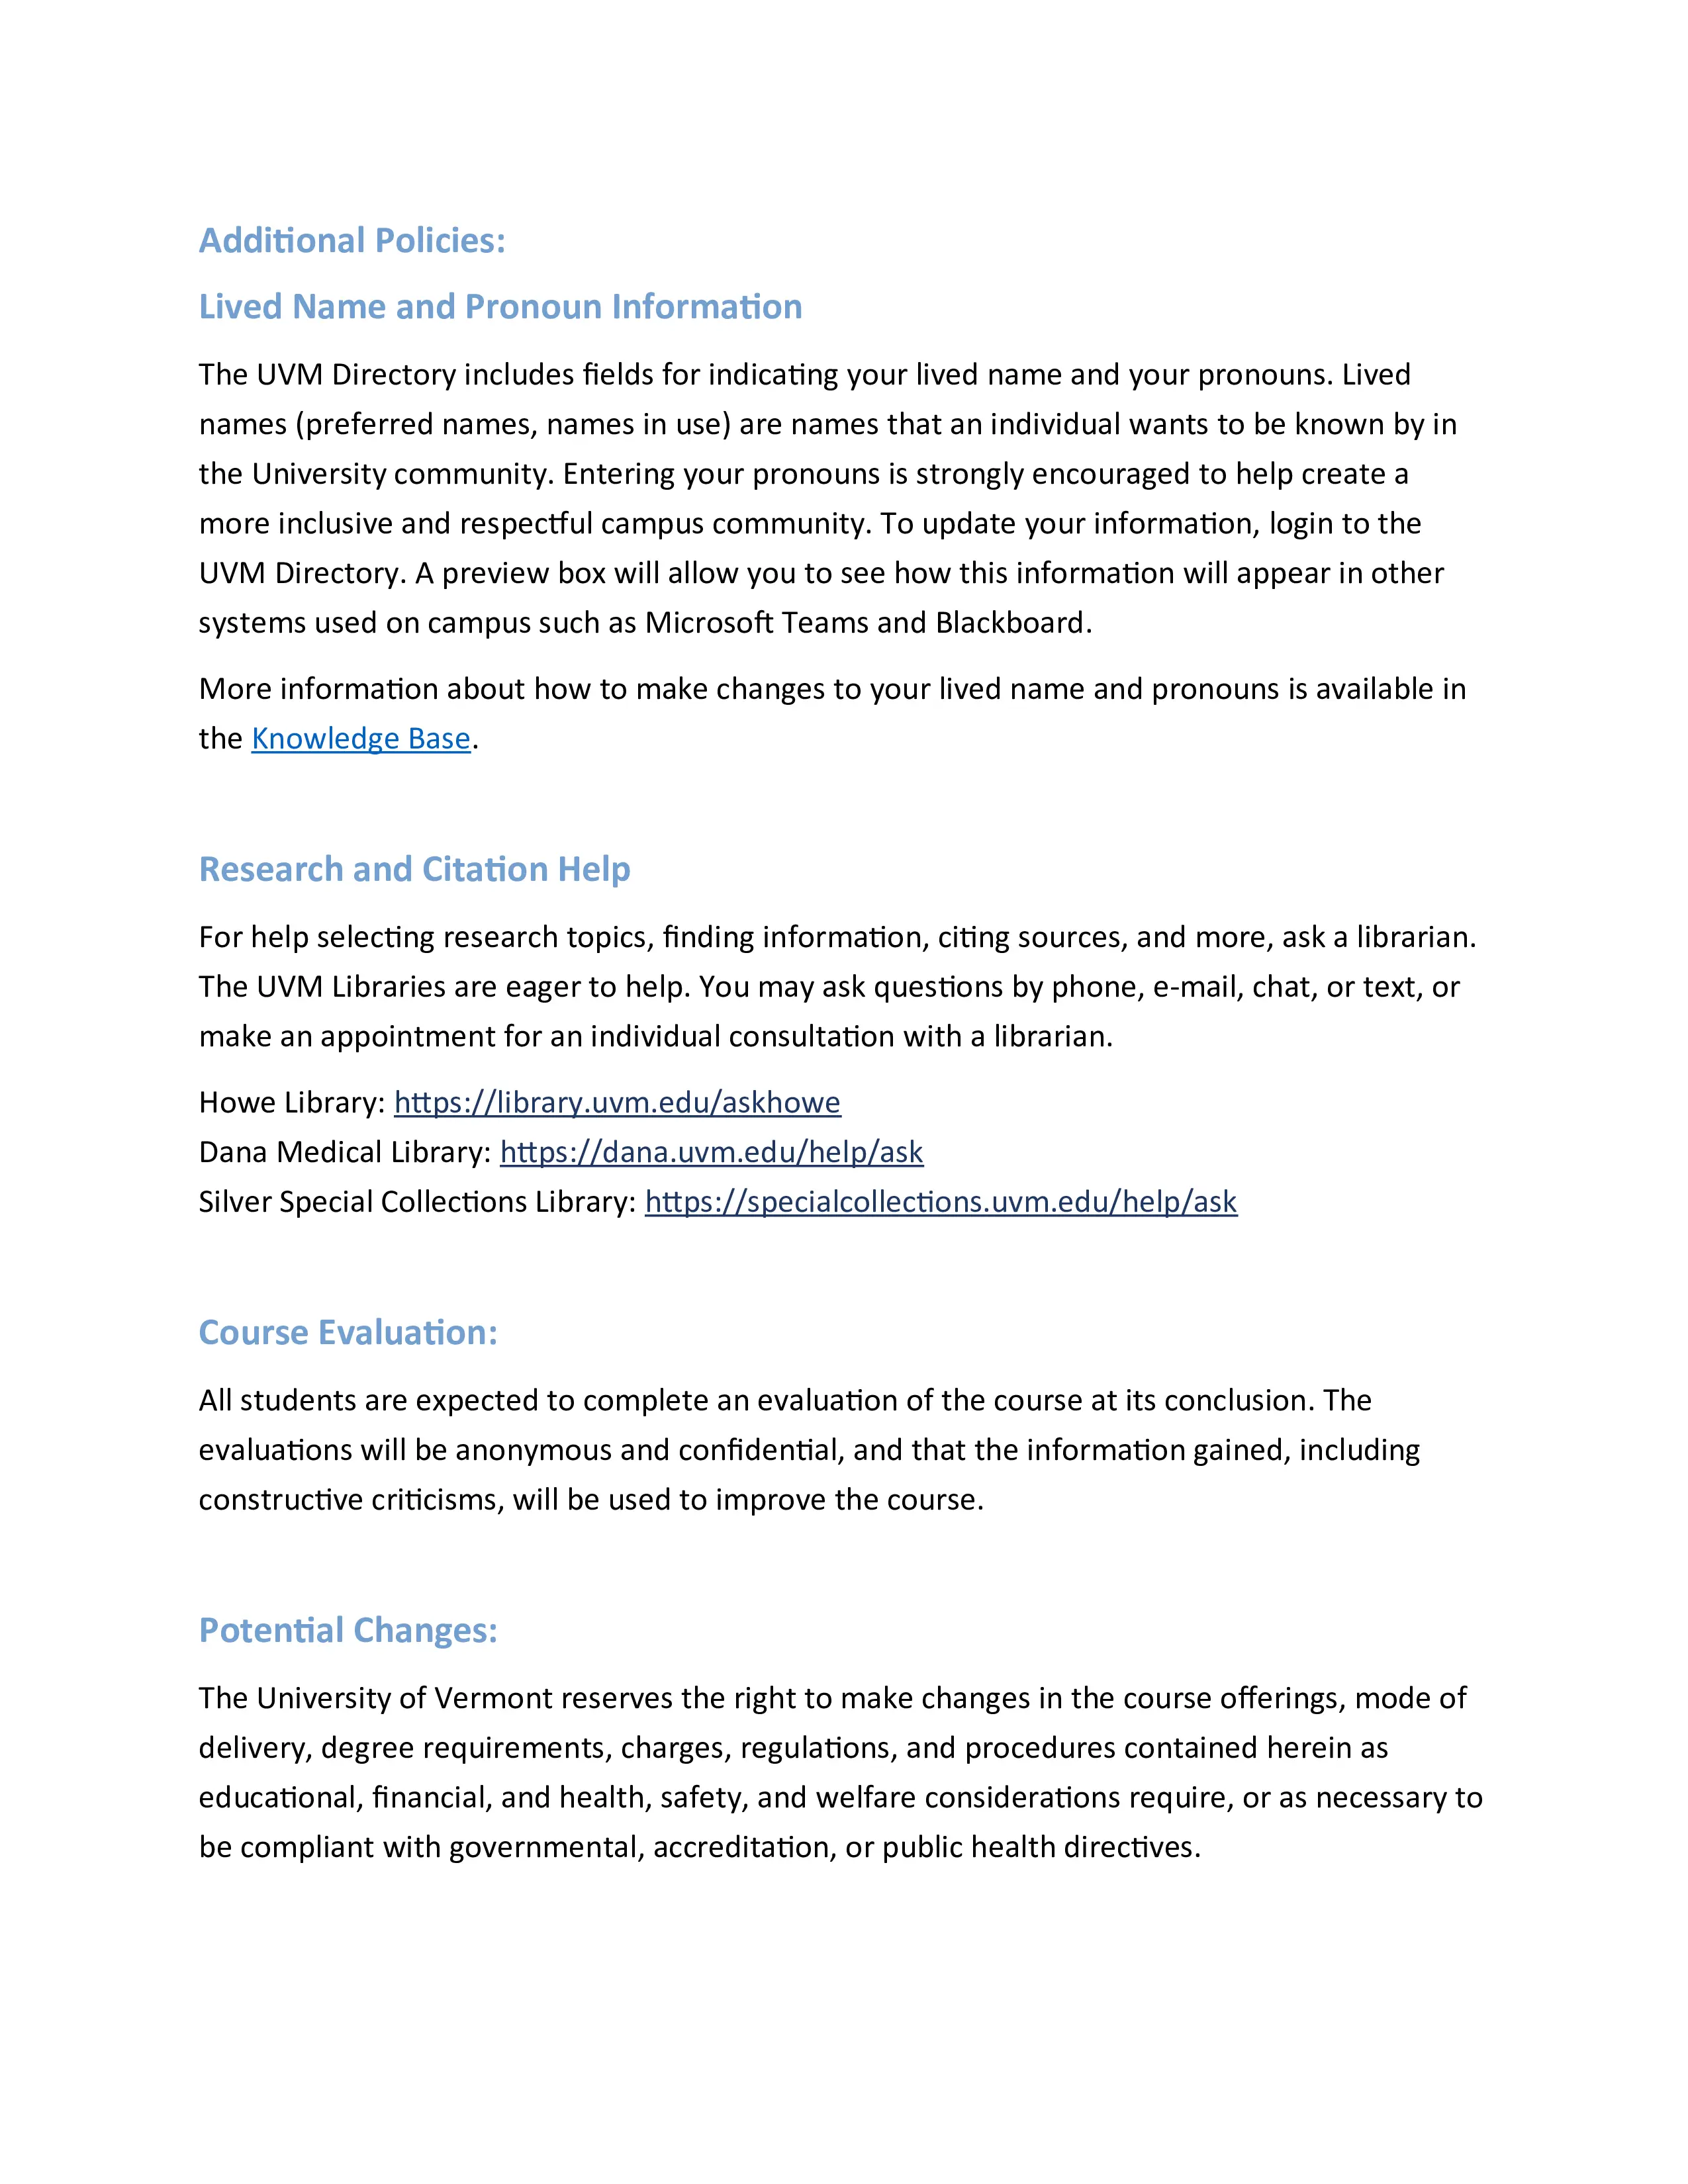 Additional Policies:
Lived Name and Pronoun Information
The UVM Directory includes fields for indicating your lived name and your pronouns. Lived
names (preferred names, names in use) are names that an individual wants to be known by in
the University community. Entering your pronouns is strongly encouraged to help create a
more inclusive and respectful campus community. To update your information, login to the
UVM Directory. A preview box will allow you to see how this information will appear in other
systems used on campus such as Microsoft Teams and Blackboard.
More information about how to make changes to your lived name and pronouns is available in
the Knowledge Base.
Research and Citation Help
For help selecting research topics, finding information, citing sources, and more, ask a librarian.
The UVM Libraries are eager to help. You may ask questions by phone, e-mail, chat, or text, or
make an appointment for an individual consultation with a librarian.
Howe Library: https://library.uvm.edu/askhowe
Dana Medical Library: https://dana.uvm.edu/help/ask
Silver Special Collections Library: https://specialcollections.uvm.edu/help/ask
Course Evaluation:
All students are expected to complete an evaluation of the course at its conclusion. The
evaluations will be anonymous and confidential, and that the information gained, including
constructive criticisms, will be used to improve the course.
Potential Changes:
The University of Vermont reserves the right to make changes in the course offerings, mode of
delivery, degree requirements, charges, regulations, and procedures contained herein as
educational, financial, and health, safety, and welfare considerations require, or as necessary to
be compliant with governmental, accreditation, or public health directives.